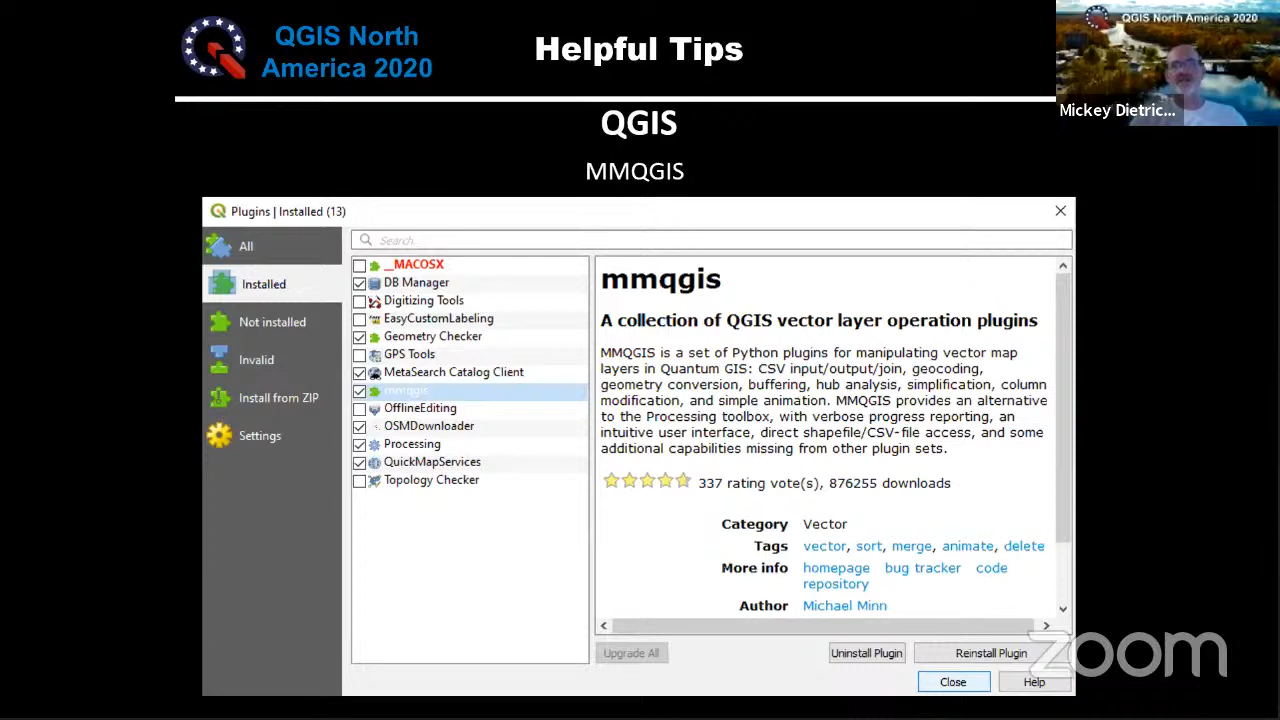 QGIS North
America 2020
Helpful Tips
QGIS North America 2020
Mickey Dietric...
QGIS
MMQGIS
Plugins | Installed (13)
All
Installed
Not installed
Invalid
Install from ZIP
Settings
Search...
__MACOSX
DB Manager
Digitizing Tools
EasyCustomLabeling
Geometry Checker
GPS Tools
MetaSearch Catalog Client
mmqgis
OfflineEditing
OSMDownloader
Processing
QuickMapServices
Topology Checker
mmqgis
A collection of QGIS vector layer operation plugins
MMQGIS is a set of Python plugins for manipulating vector map
layers in Quantum GIS: CSV input/output/join, geocoding,
geometry conversion, buffering, hub analysis, simplification, column
modification, and simple animation. MMQGIS provides an alternative
to the Processing toolbox, with verbose progress reporting, an
intuitive user interface, direct shapefile/CSV-file access, and some
additional capabilities missing from other plugin sets.
337 rating vote(s), 876255 downloads
Category Vector
Tags vector, sort, merge, animate, delete
More info homepage bug tracker code
repository
Author Michael Minn
Upgrade All Uninstall Plugin Reinstall Plugin
Close Help
zoom